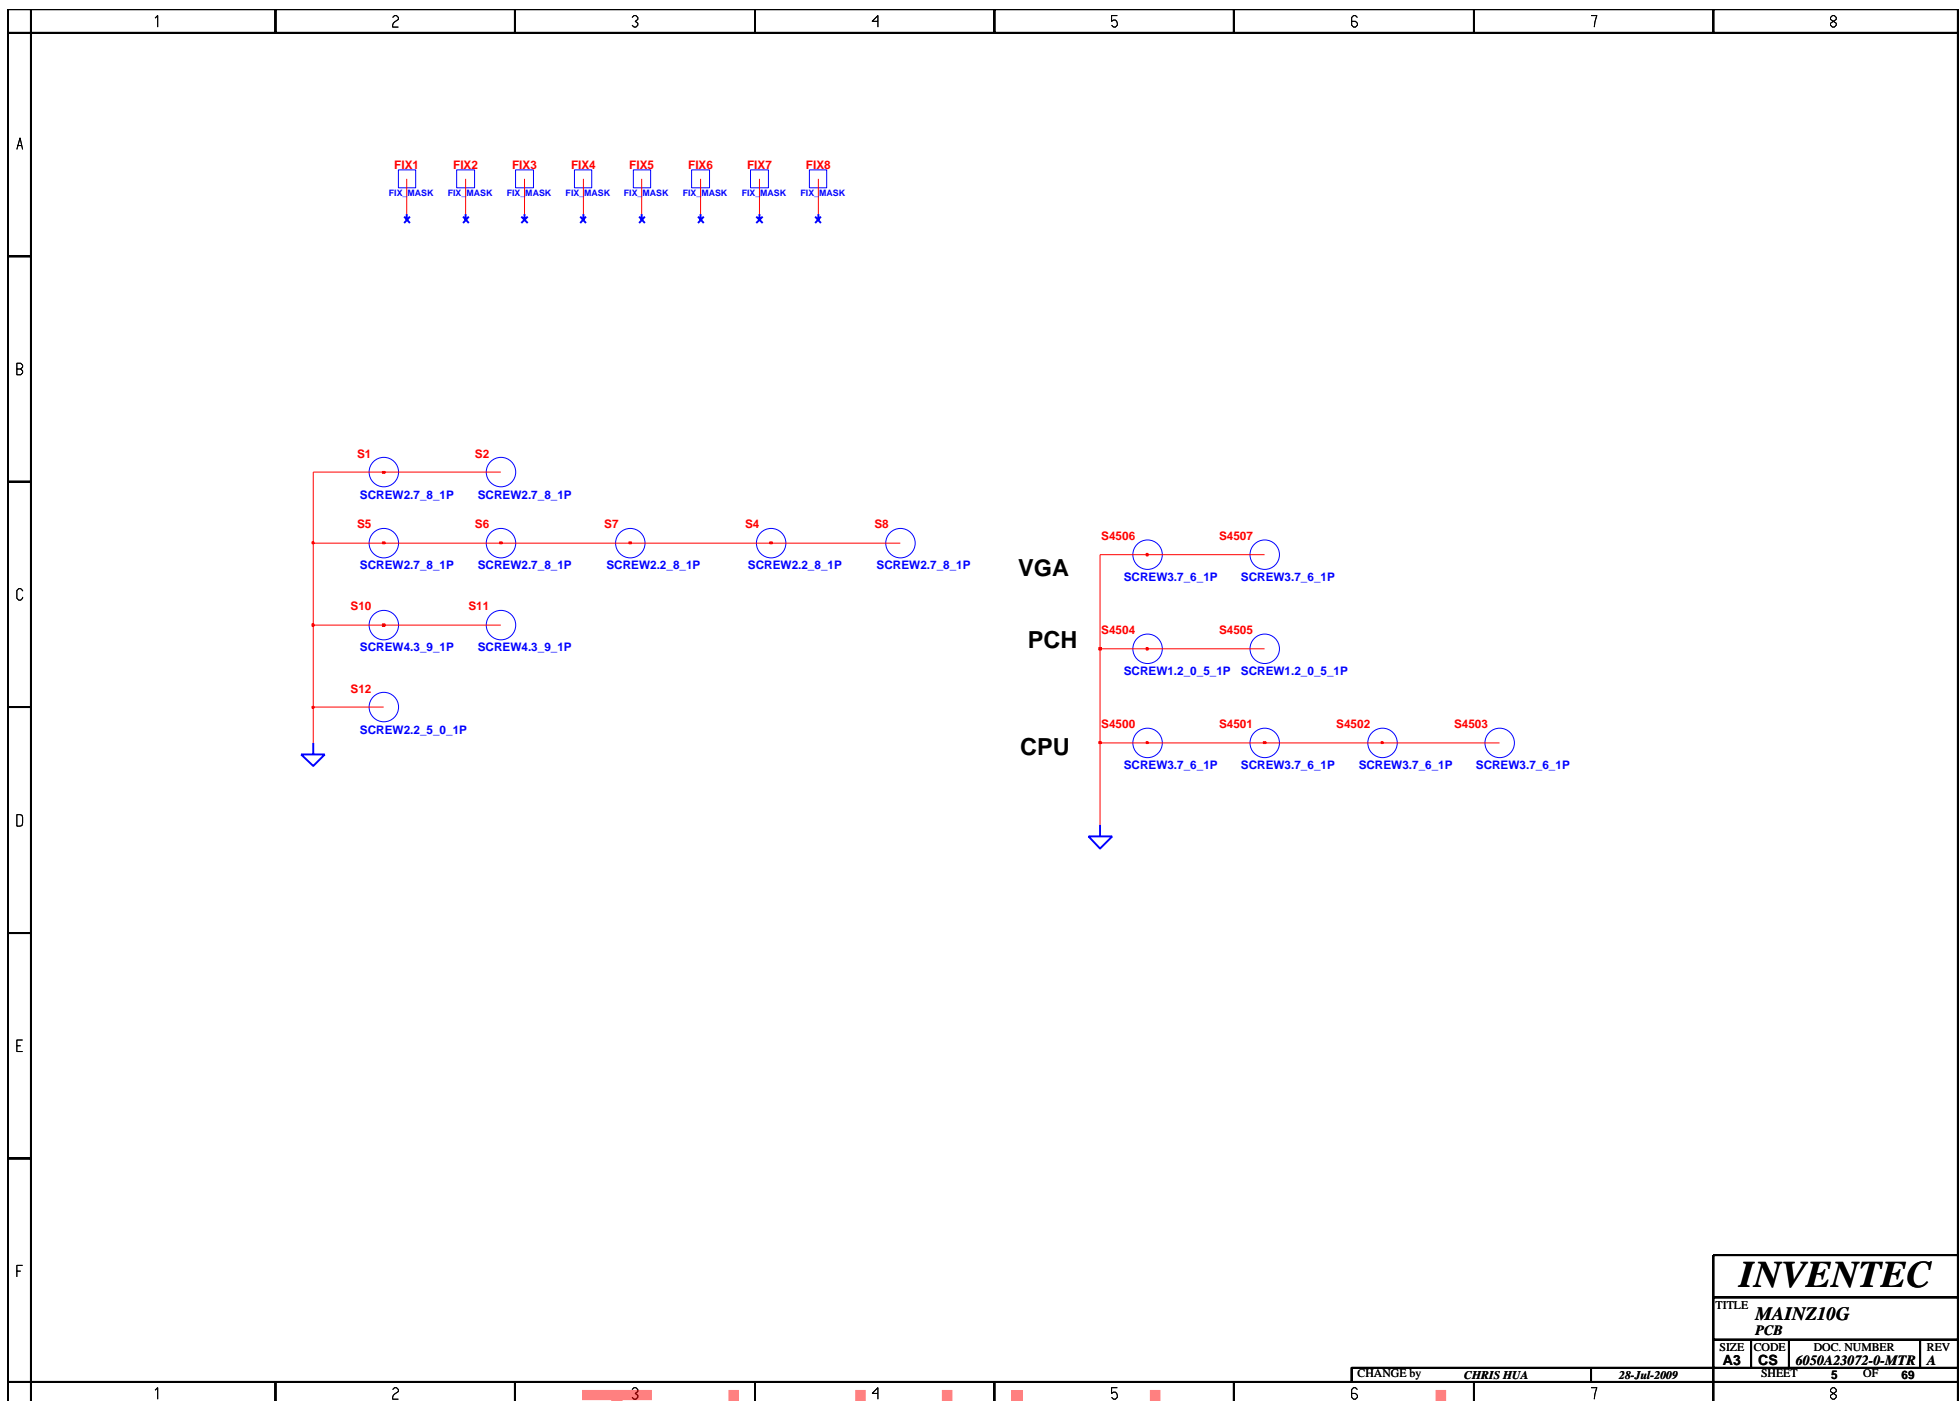 1 2 3 4 5 6 7 8
A
FIX1 FIX2 FIX3 FIX4 FIX5 FIX6 FIX7 FIX8
FIX_MASK FIX_MASK FIX_MASK FIX_MASK FIX_MASK FIX_MASK FIX_MASK FIX_MASK
B
S1 S2
SCREW2.7_8_1P SCREW2.7_8_1P
S5 S6 S7 S4 S8
SCREW2.7_8_1P SCREW2.7_8_1P SCREW2.2_8_1P SCREW2.2_8_1P SCREW2.7_8_1P
C
S10 S11
SCREW4.3_9_1P SCREW4.3_9_1P
S12
SCREW2.2_5_0_1P
S4506 S4507
VGA
SCREW3.7_6_1P SCREW3.7_6_1P
PCH
S4504 S4505
SCREW1.2_0_5_1P SCREW1.2_0_5_1P
S4500 S4501 S4502 S4503
CPU
SCREW3.7_6_1P SCREW3.7_6_1P SCREW3.7_6_1P SCREW3.7_6_1P
D
E
F
INVENTEC
TITLE MAINZ10G
PCB
SIZE CODE DOC. NUMBER REV
A3 CS 6050A23072-0-MTR A
CHANGE by CHRIS HUA 28-Jul-2009 SHEET 5 OF 69
1 2 3 4 5 6 7 8